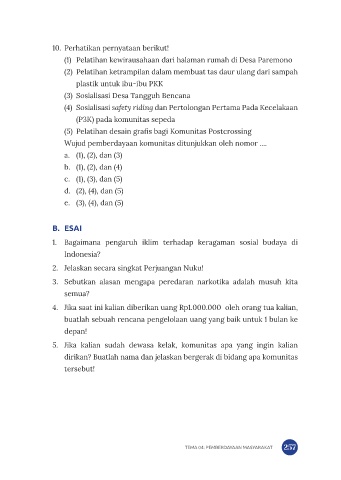 10. Perhatikan pernyataan berikut!
(1) Pelatihan kewirausahaan dari halaman rumah di Desa Paremono
(2) Pelatihan ketrampilan dalam membuat tas daur ulang dari sampah
plastik untuk ibu-ibu PKK
(3) Sosialisasi Desa Tangguh Bencana
(4) Sosialisasi safety riding dan Pertolongan Pertama Pada Kecelakaan
(P3K) pada komunitas sepeda
(5) Pelatihan desain grafis bagi Komunitas Postcrossing
Wujud pemberdayaan komunitas ditunjukkan oleh nomor ....
a. (1), (2), dan (3)
b. (1), (2), dan (4)
c. (1), (3), dan (5)
d. (2), (4), dan (5)
e. (3), (4), dan (5)
B. ESAI
1. Bagaimana pengaruh iklim terhadap keragaman sosial budaya di
Indonesia?
2. Jelaskan secara singkat Perjuangan Nuku!
3. Sebutkan alasan mengapa peredaran narkotika adalah musuh kita
semua?
4. Jika saat ini kalian diberikan uang Rp1.000.000 oleh orang tua kalian,
buatlah sebuah rencana pengelolaan uang yang baik untuk 1 bulan ke
depan!
5. Jika kalian sudah dewasa kelak, komunitas apa yang ingin kalian
dirikan? Buatlah nama dan jelaskan bergerak di bidang apa komunitas
tersebut!
TEMA 04: PEMBERDAYAAN MASYARAKAT 257